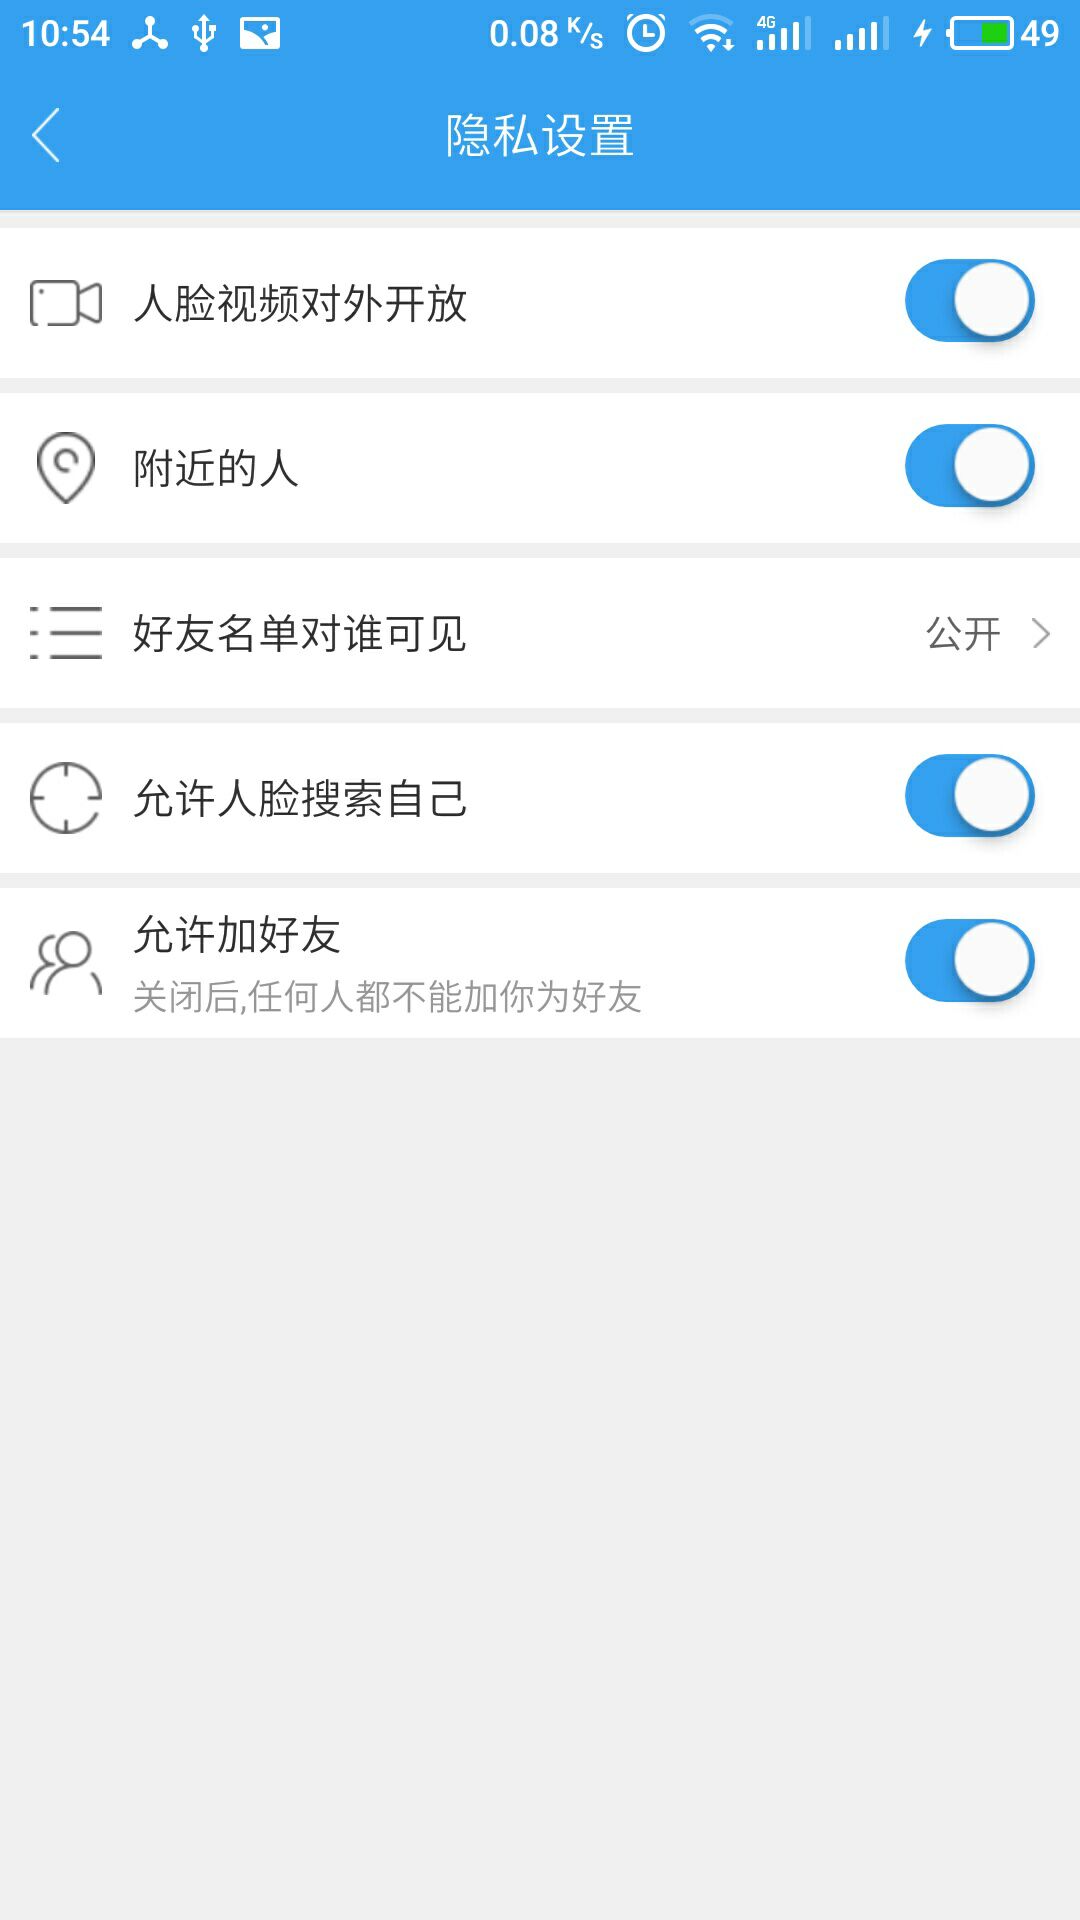 10:54 0.08 K/s 4G 49
隐私设置
人脸视频对外开放
附近的人
好友名单对谁可见 公开
允许人脸搜索自己
允许加好友
关闭后,任何人都不能加你为好友